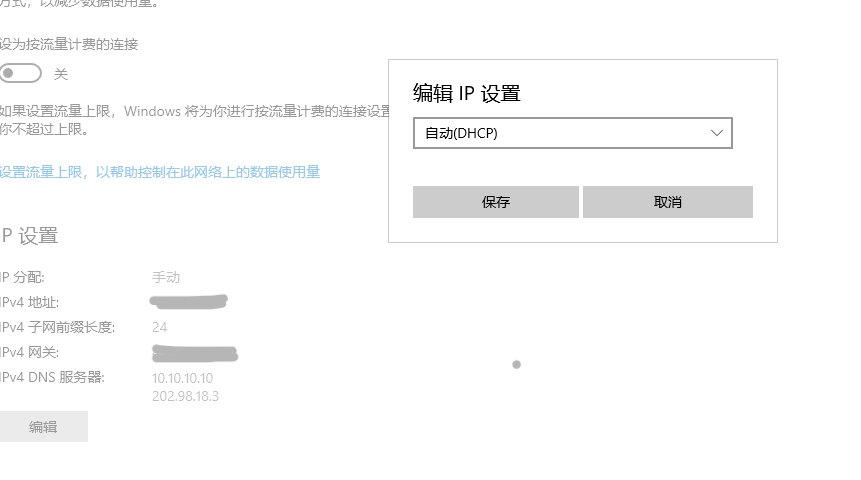 方式，以减少数据使用量。
设为按流量计费的连接
关
如果设置流量上限，Windows 将为你进行按流量计费的连接设置
你不超过上限。
设置流量上限，以帮助控制在此网络上的数据使用量
编辑 IP 设置
自动(DHCP)
保存
取消
IP 设置
IP 分配:
手动
IPv4 地址:
IPv4 子网前缀长度:
24
IPv4 网关:
IPv4 DNS 服务器:
10.10.10.10
202.98.18.3
编辑